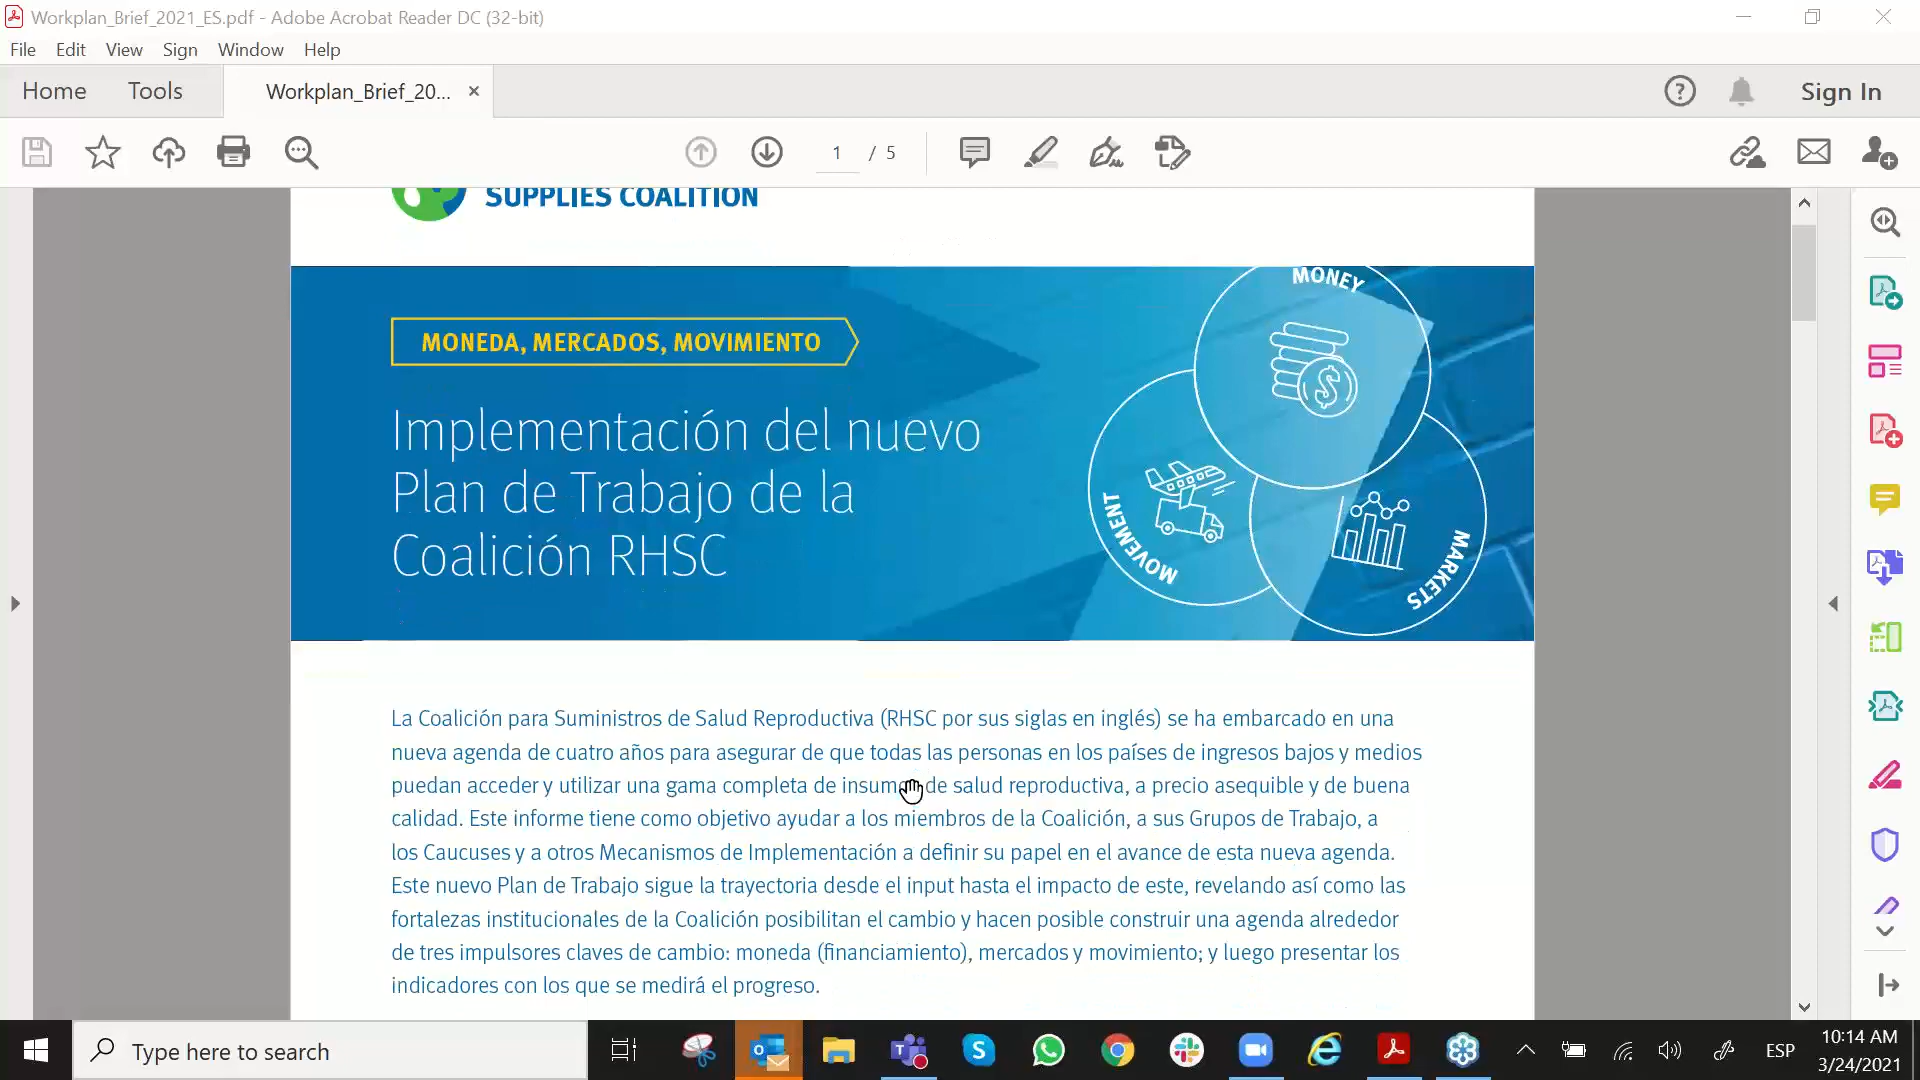 Workplan_Brief_2021_ES.pdf - Adobe Acrobat Reader DC (32-bit)
File Edit View Sign Window Help
Home Tools Workplan_Brief_20... × Sign In
1 / 5
SUPPLIES COALITION
MONEDA, MERCADOS, MOVIMIENTO
Implementación del nuevo
Plan de Trabajo de la
Coalición RHSC
MONEY
MOVEMENT
MARKETS
La Coalición para Suministros de Salud Reproductiva (RHSC por sus siglas en inglés) se ha embarcado en una
nueva agenda de cuatro años para asegurar de que todas las personas en los países de ingresos bajos y medios
puedan acceder y utilizar una gama completa de insumos de salud reproductiva, a precio asequible y de buena
calidad. Este informe tiene como objetivo ayudar a los miembros de la Coalición, a sus Grupos de Trabajo, a
los Caucuses y a otros Mecanismos de Implementación a definir su papel en el avance de esta nueva agenda.
Este nuevo Plan de Trabajo sigue la trayectoria desde el input hasta el impacto de este, revelando así como las
fortalezas institucionales de la Coalición posibilitan el cambio y hacen posible construir una agenda alrededor
de tres impulsores claves de cambio: moneda (financiamiento), mercados y movimiento; y luego presentar los
indicadores con los que se medirá el progreso.
Type here to search
ESP
10:14 AM
3/24/2021